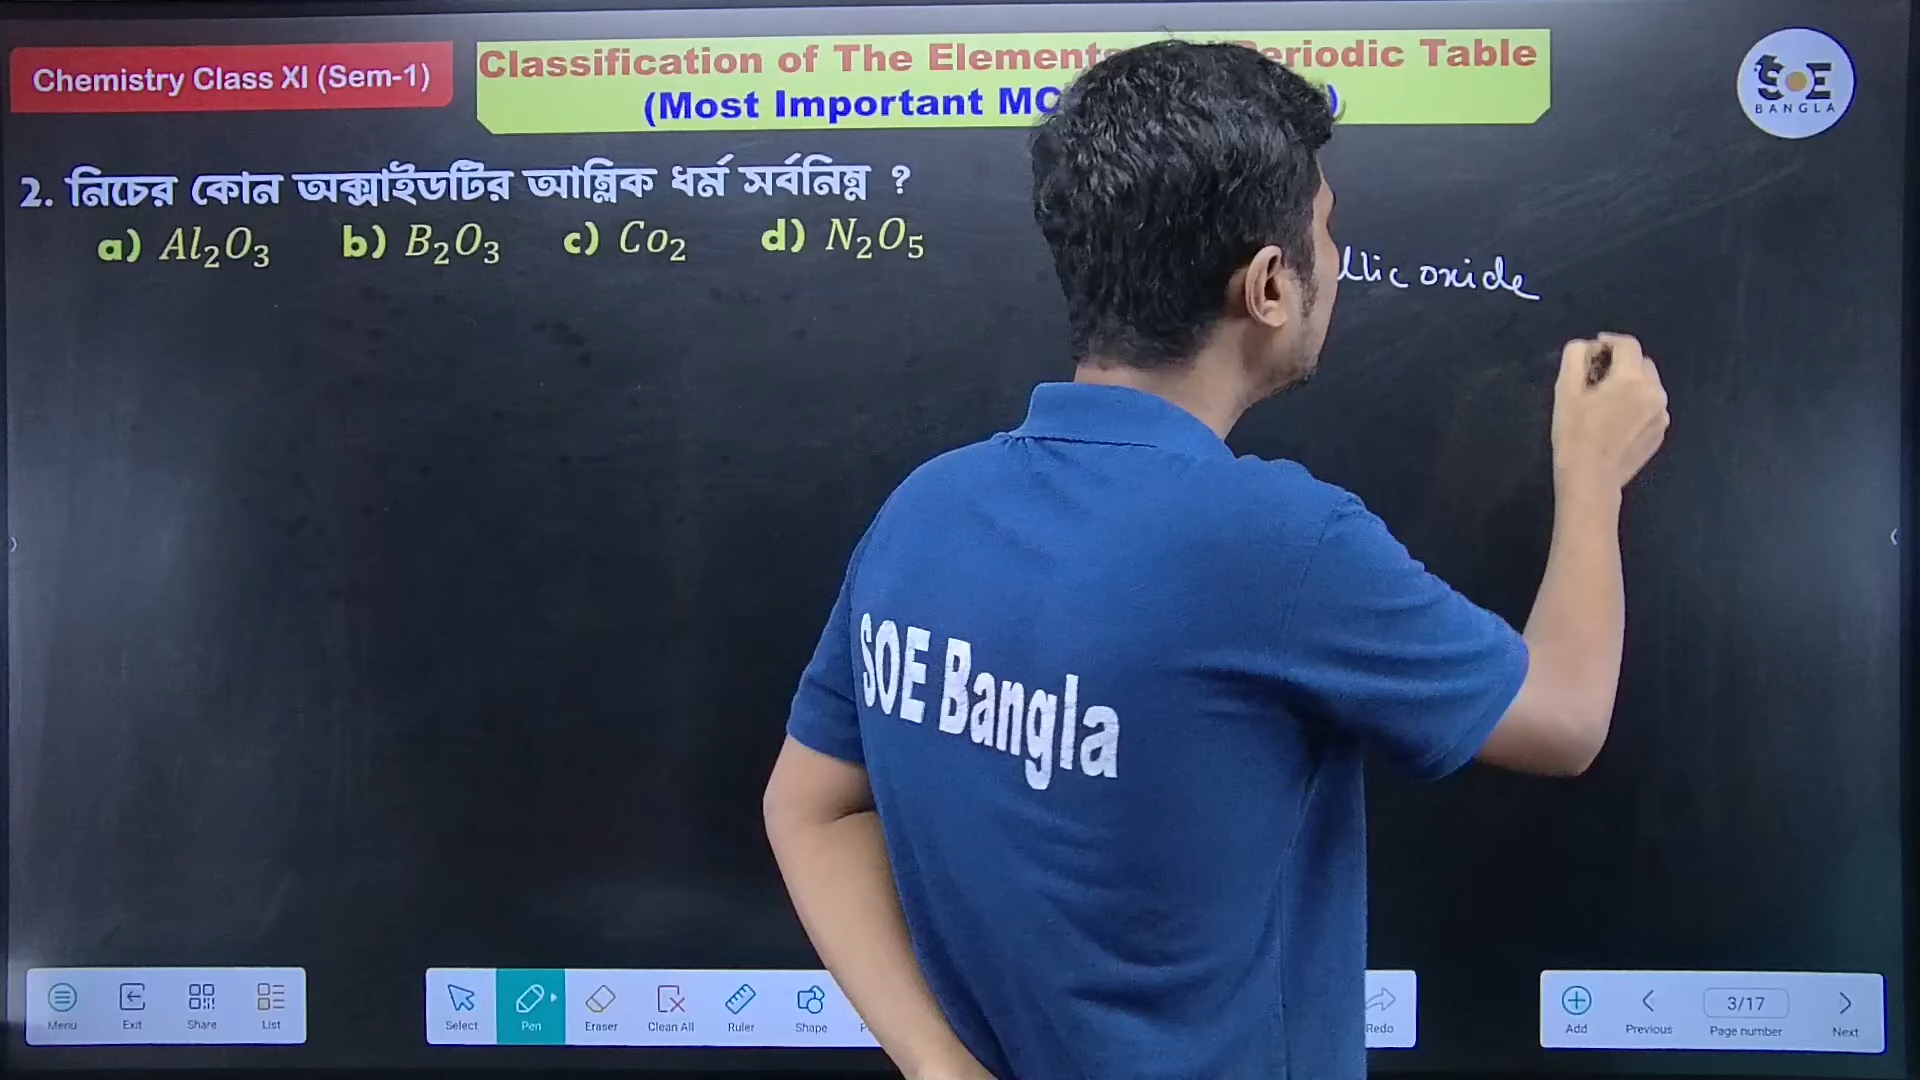 Chemistry Class XI (Sem-1)
Classification of The Element Periodic Table
(Most Important MC )
SOE
BANGLA
2. নিচের কোন অক্সাইডটির আম্লিক ধর্ম সর্বনিম্ন ?
a) Al₂O₃ b) B₂O₃ c) Co₂ d) N₂O₅
llic oxide
SOE Bangla
Menu Exit Share List
Select Pen Eraser Clean All Ruler Shape Redo
Add Previous 3/17 Page number Next